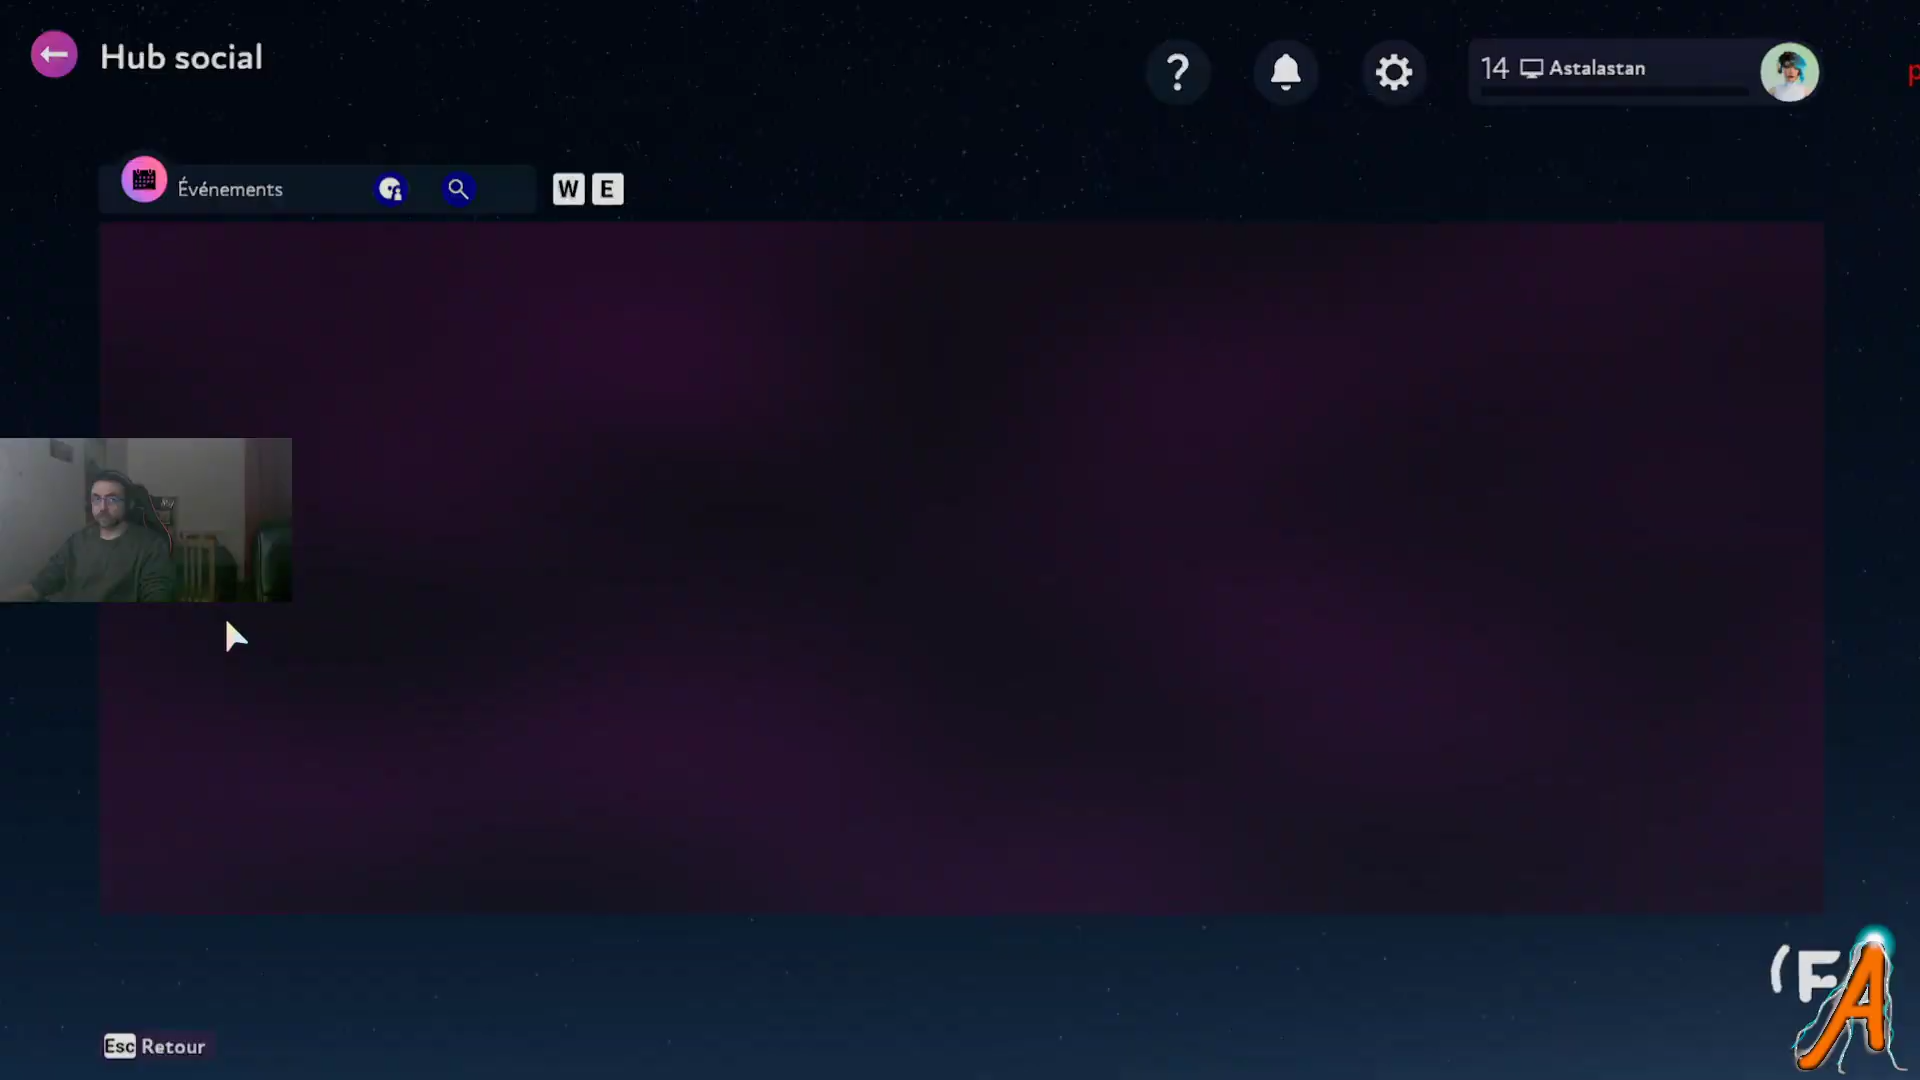 Hub social
?
14 Astalastan
Événements
W E
(F
A
Esc Retour